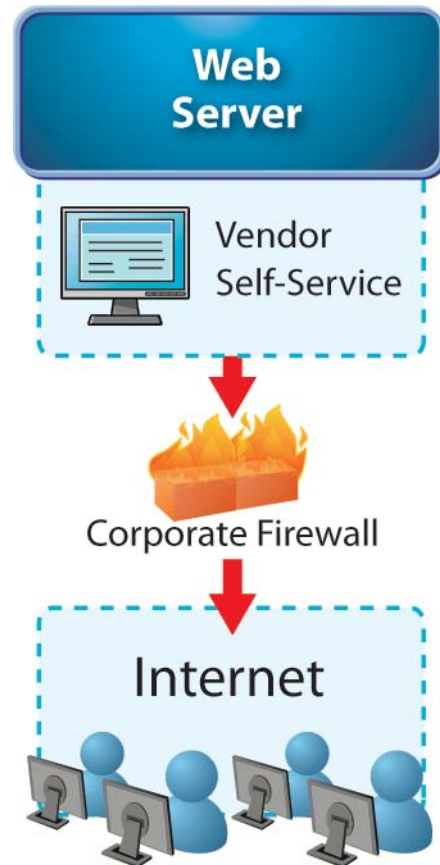 Web
Server
Vendor
Self-Service
Corporate Firewall
Internet